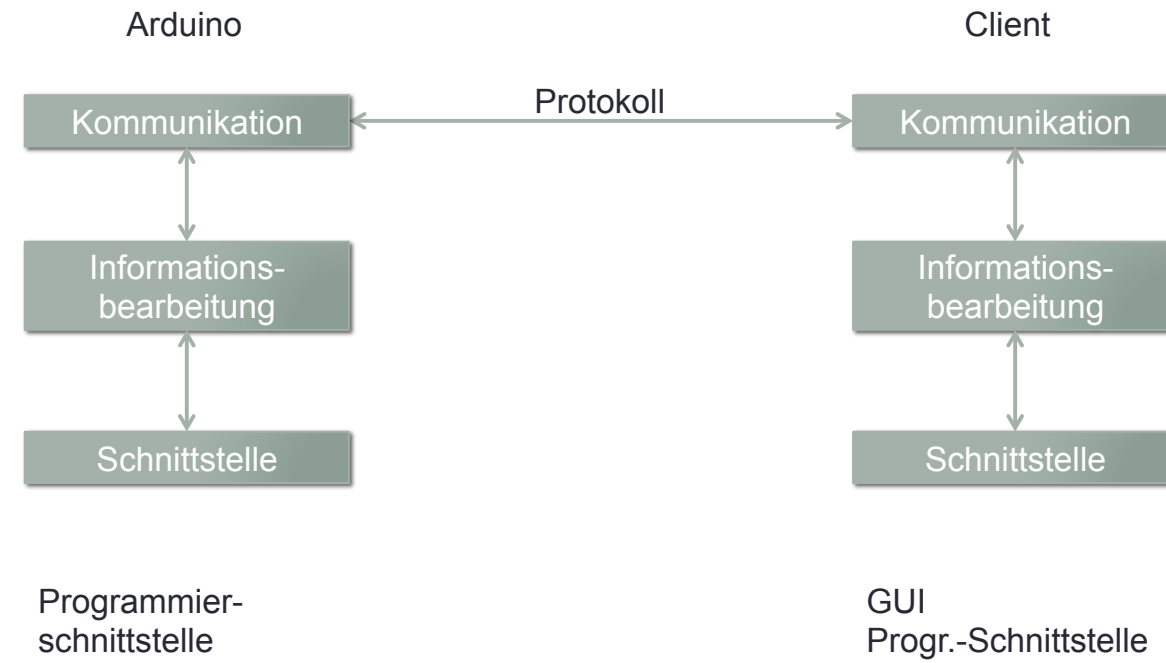 Arduino
Client
Protokoll
Kommunikation
Kommunikation
Informations-
bearbeitung
Informations-
bearbeitung
Schnittstelle
Schnittstelle
Programmier-
schnittstelle
GUI
Progr.-Schnittstelle